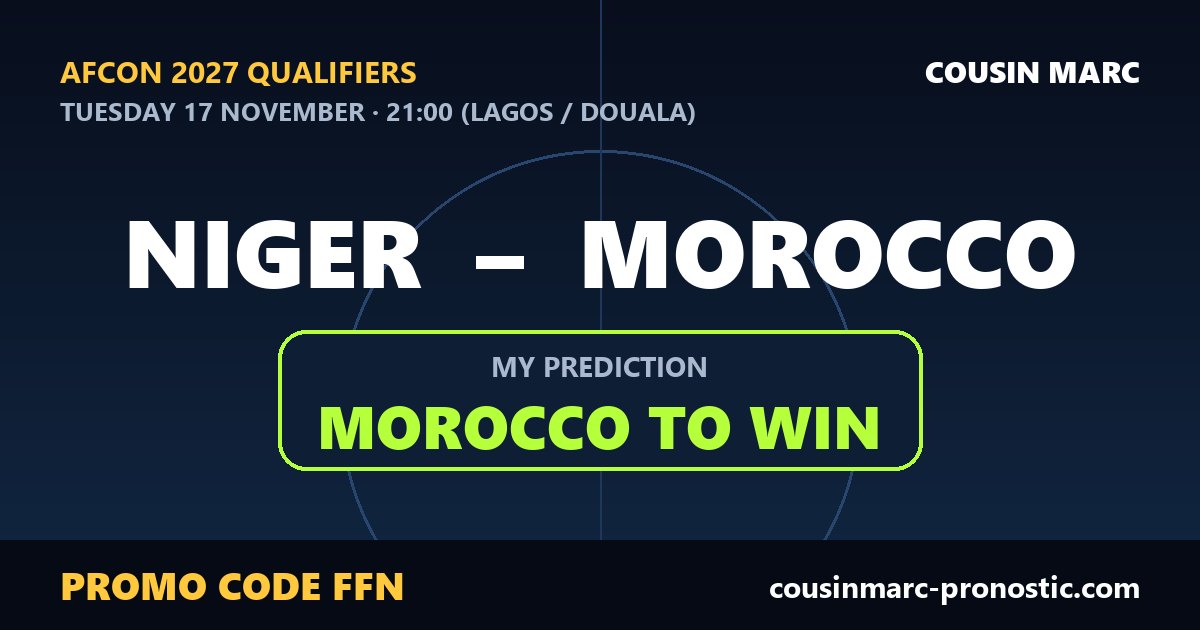 AFCON 2027 QUALIFIERS
COUSIN MARC
TUESDAY 17 NOVEMBER · 21:00 (LAGOS / DOUALA)
NIGER – MOROCCO
MY PREDICTION
MOROCCO TO WIN
PROMO CODE FFN
cousinmarc-pronostic.com